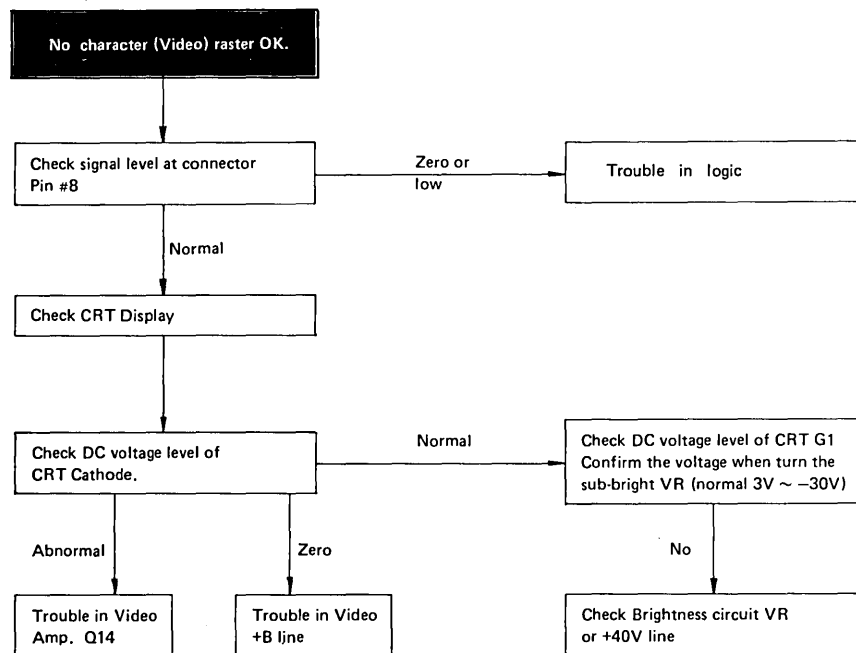 No character (Video) raster OK.
Check signal level at connector
Pin #8
Zero or
low
Trouble in logic
Normal
Check CRT Display
Check DC voltage level of
CRT Cathode.
Normal
Check DC voltage level of CRT G1
Confirm the voltage when turn the
sub-bright VR (normal 3V ~ −30V)
Abnormal
Zero
No
Trouble in Video
Amp. Q14
Trouble in Video
+B line
Check Brightness circuit VR
or +40V line